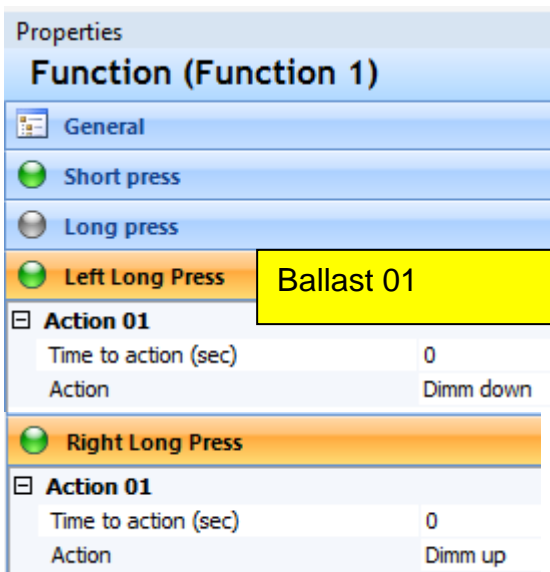 Properties
Function (Function 1)
General
Short press
Long press
Left Long Press
Ballast 01
Action 01
Time to action (sec) 0
Action Dimm down
Right Long Press
Action 01
Time to action (sec) 0
Action Dimm up